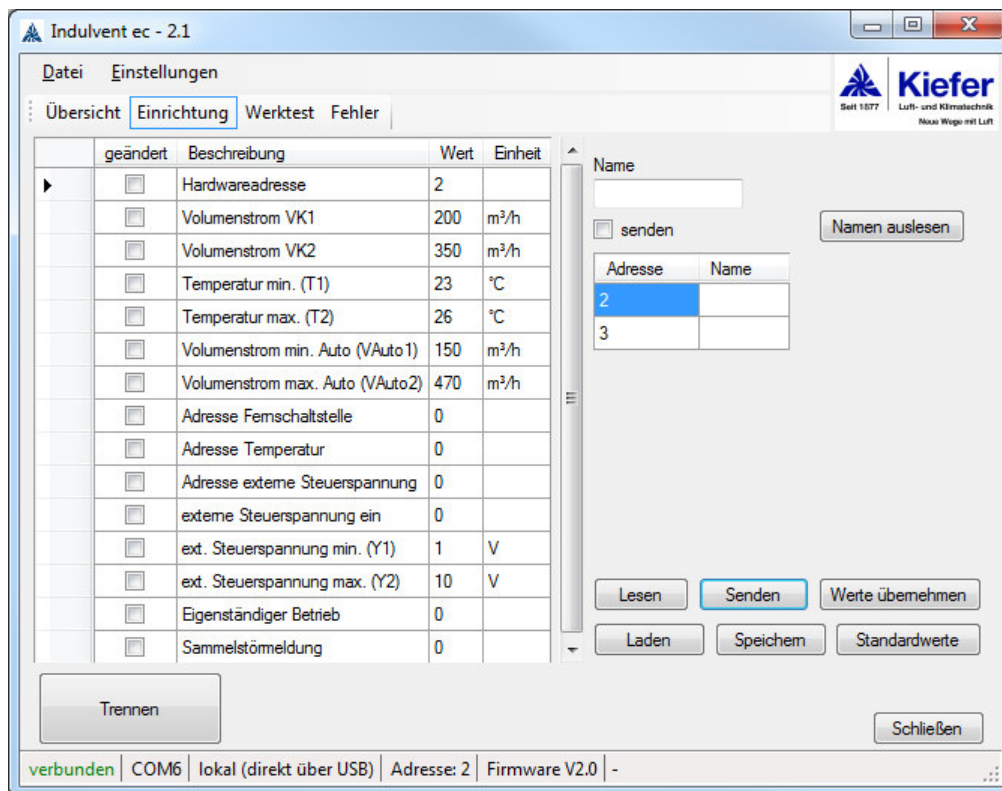 Indulvent ec - 2.1
Datei Einstellungen
Kiefer
Seit 1877 Luft- und Klimatechnik
Neue Wege mit Luft
Übersicht Einrichtung Werktest Fehler
geändert Beschreibung Wert Einheit
Hardwareadresse 2
Volumenstrom VK1 200 m³/h
Volumenstrom VK2 350 m³/h
Temperatur min. (T1) 23 °C
Temperatur max. (T2) 26 °C
Volumenstrom min. Auto (VAuto1) 150 m³/h
Volumenstrom max. Auto (VAuto2) 470 m³/h
Adresse Fernschaltstelle 0
Adresse Temperatur 0
Adresse externe Steuerspannung 0
externe Steuerspannung ein 0
ext. Steuerspannung min. (Y1) 1 V
ext. Steuerspannung max. (Y2) 10 V
Eigenständiger Betrieb 0
Sammelstörmeldung 0
Name
senden
Namen auslesen
Adresse Name
2
3
Lesen Senden Werte übernehmen
Laden Speichern Standardwerte
Trennen
Schließen
verbunden COM6 lokal (direkt über USB) Adresse: 2 Firmware V2.0 -